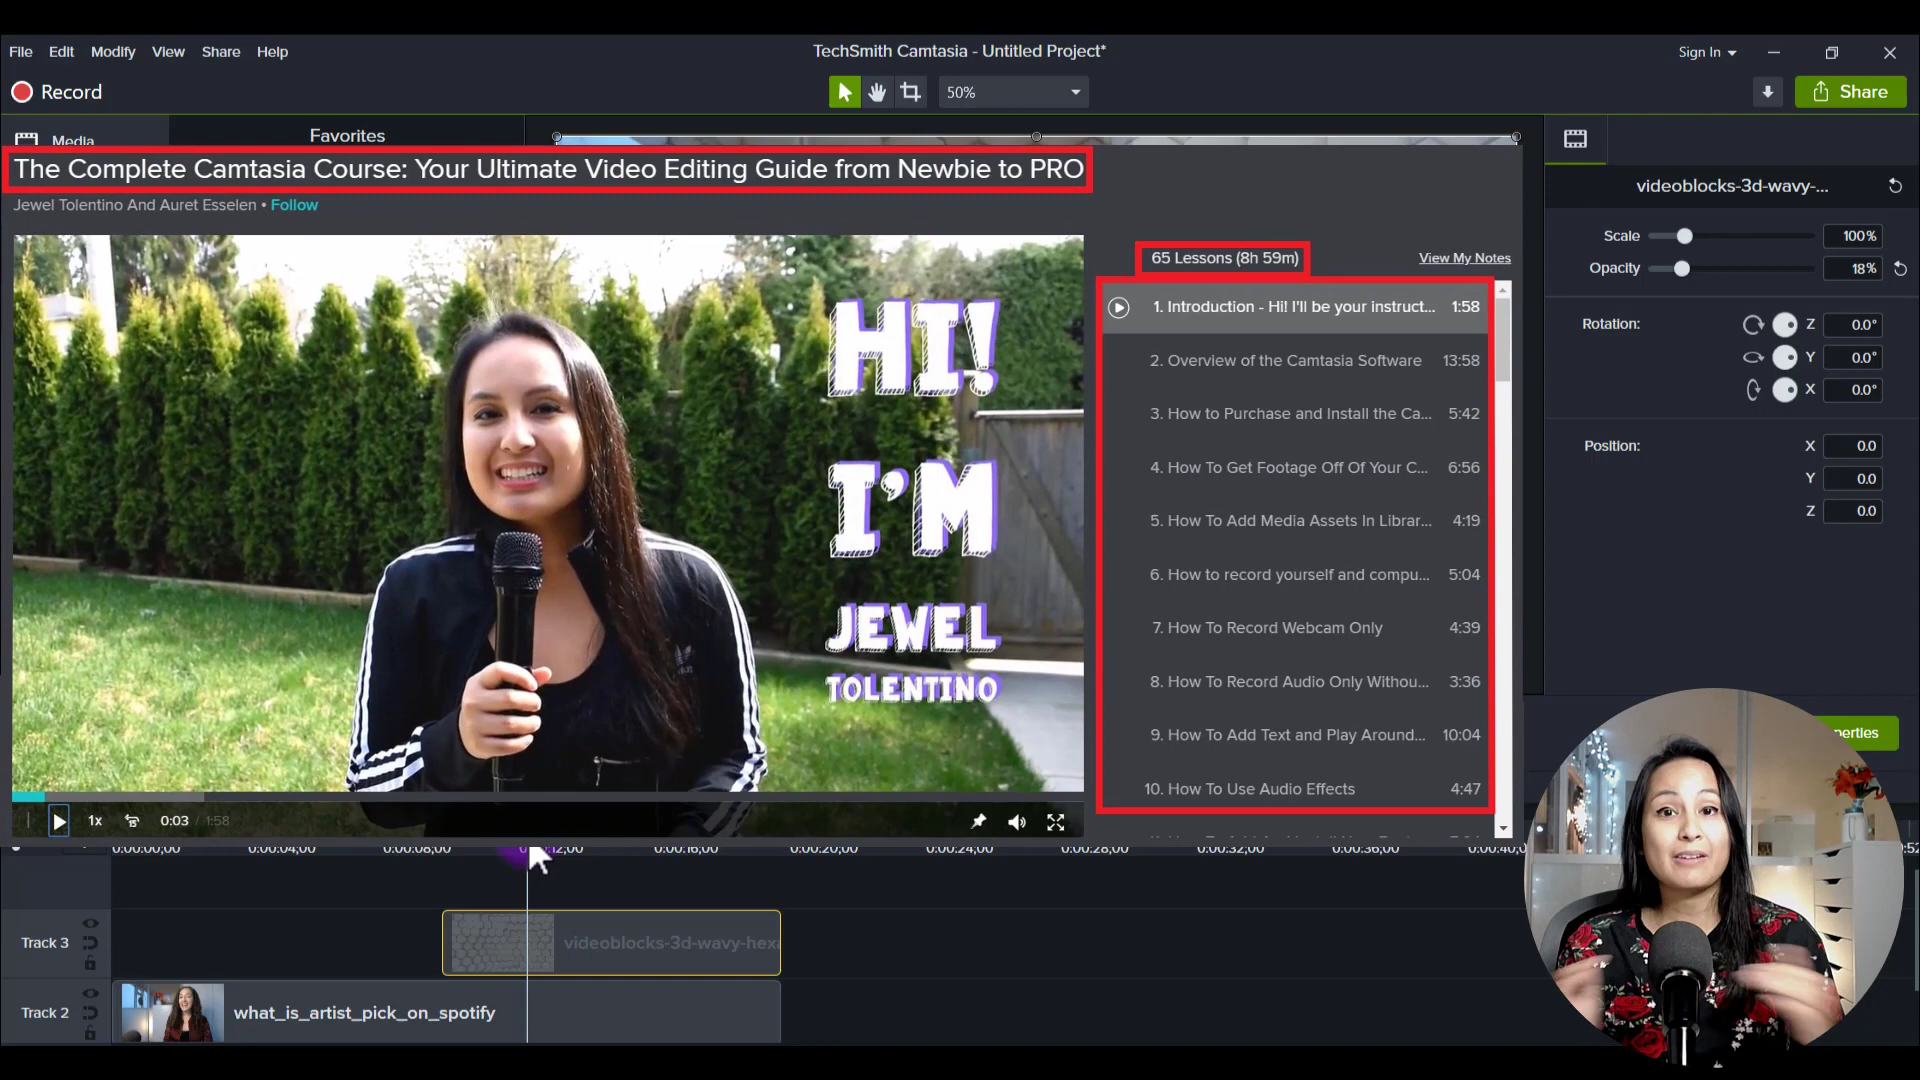 File Edit Modify View Share Help
TechSmith Camtasia - Untitled Project*
Sign In
Record
50%
Share
Media
Favorites
The Complete Camtasia Course: Your Ultimate Video Editing Guide from Newbie to PRO
Jewel Tolentino And Auret Esselen • Follow
65 Lessons (8h 59m)
View My Notes
1. Introduction - Hi! I'll be your instruct... 1:58
2. Overview of the Camtasia Software 13:58
3. How to Purchase and Install the Ca... 5:42
4. How To Get Footage Off Of Your C... 6:56
5. How To Add Media Assets In Librar... 4:19
6. How to record yourself and compu... 5:04
7. How To Record Webcam Only 4:39
8. How To Record Audio Only Withou... 3:36
9. How To Add Text and Play Around... 10:04
10. How To Use Audio Effects 4:47
HI!
I'M
JEWEL
TOLENTINO
1x 15 0:03 / 1:58
videoblocks-3d-wavy-...
Scale 100%
Opacity 18%
Rotation: Z 0.0°
Y 0.0°
X 0.0°
Position: X 0.0
Y 0.0
Z 0.0
perties
0:00:00;00 0:00:04;00 0:00:08;00 12;00 0:00:16;00 0:00:20;00 0:00:24;00 0:00:28;00 0:00:32;00 0:00:36;00 0:00:40;0 :52
Track 3
videoblocks-3d-wavy-hexa
Track 2
what_is_artist_pick_on_spotify